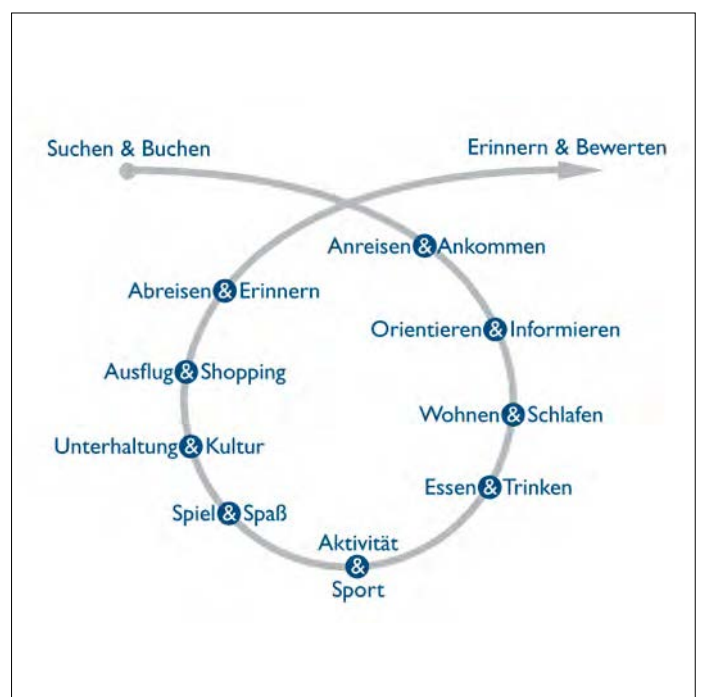 Suchen & Buchen
Erinnern & Bewerten
Anreisen & Ankommen
Abreisen & Erinnern
Orientieren & Informieren
Ausflug & Shopping
Wohnen & Schlafen
Unterhaltung & Kultur
Essen & Trinken
Spiel & Spaß
Aktivität
&
Sport